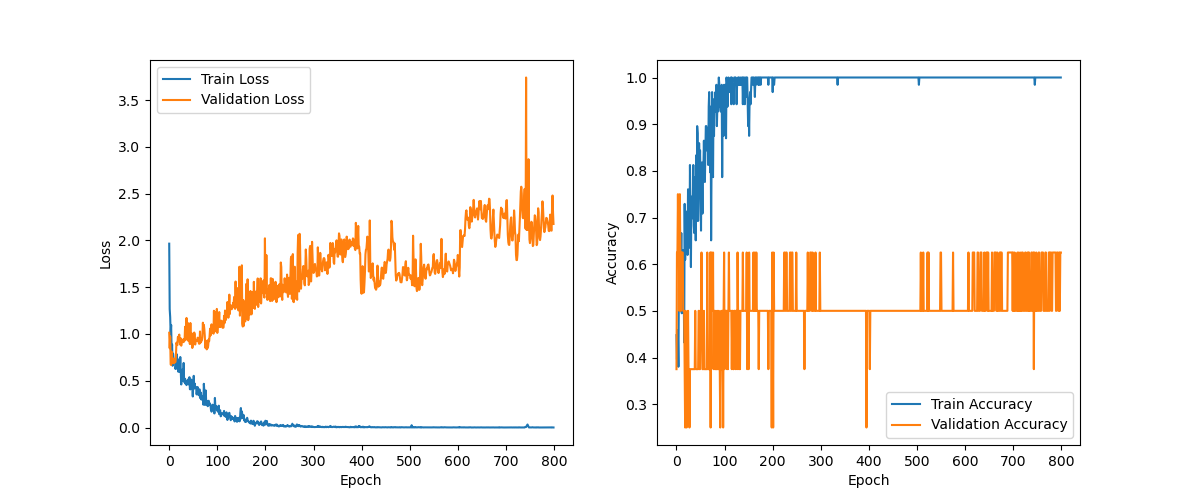 Train Loss
Validation Loss
3.5
3.0
2.5
2.0
1.5
1.0
0.5
0.0
Loss
0 100 200 300 400 500 600 700 800
Epoch
1.0
0.9
0.8
0.7
0.6
0.5
0.4
0.3
Accuracy
Train Accuracy
Validation Accuracy
0 100 200 300 400 500 600 700 800
Epoch